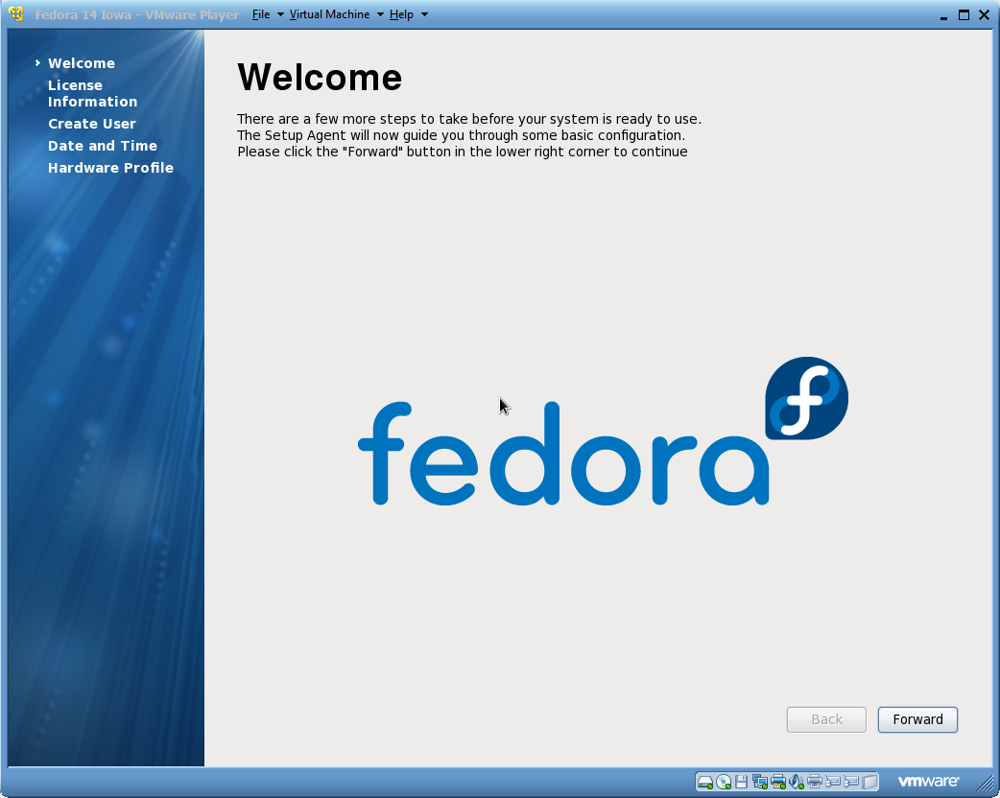 Fedora 14 Iowa - VMware Player File Virtual Machine Help
Welcome
License
Information
Create User
Date and Time
Hardware Profile
Welcome
There are a few more steps to take before your system is ready to use.
The Setup Agent will now guide you through some basic configuration.
Please click the "Forward" button in the lower right corner to continue
fedora
Back Forward
vmware